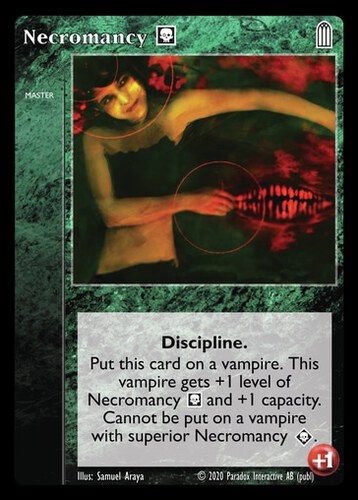 Necromancy
MASTER
Discipline.
Put this card on a vampire. This
vampire gets +1 level of
Necromancy and +1 capacity.
Cannot be put on a vampire
with superior Necromancy .
+1
Illus: Samuel Araya © 2020 Paradox Interactive AB (publ)